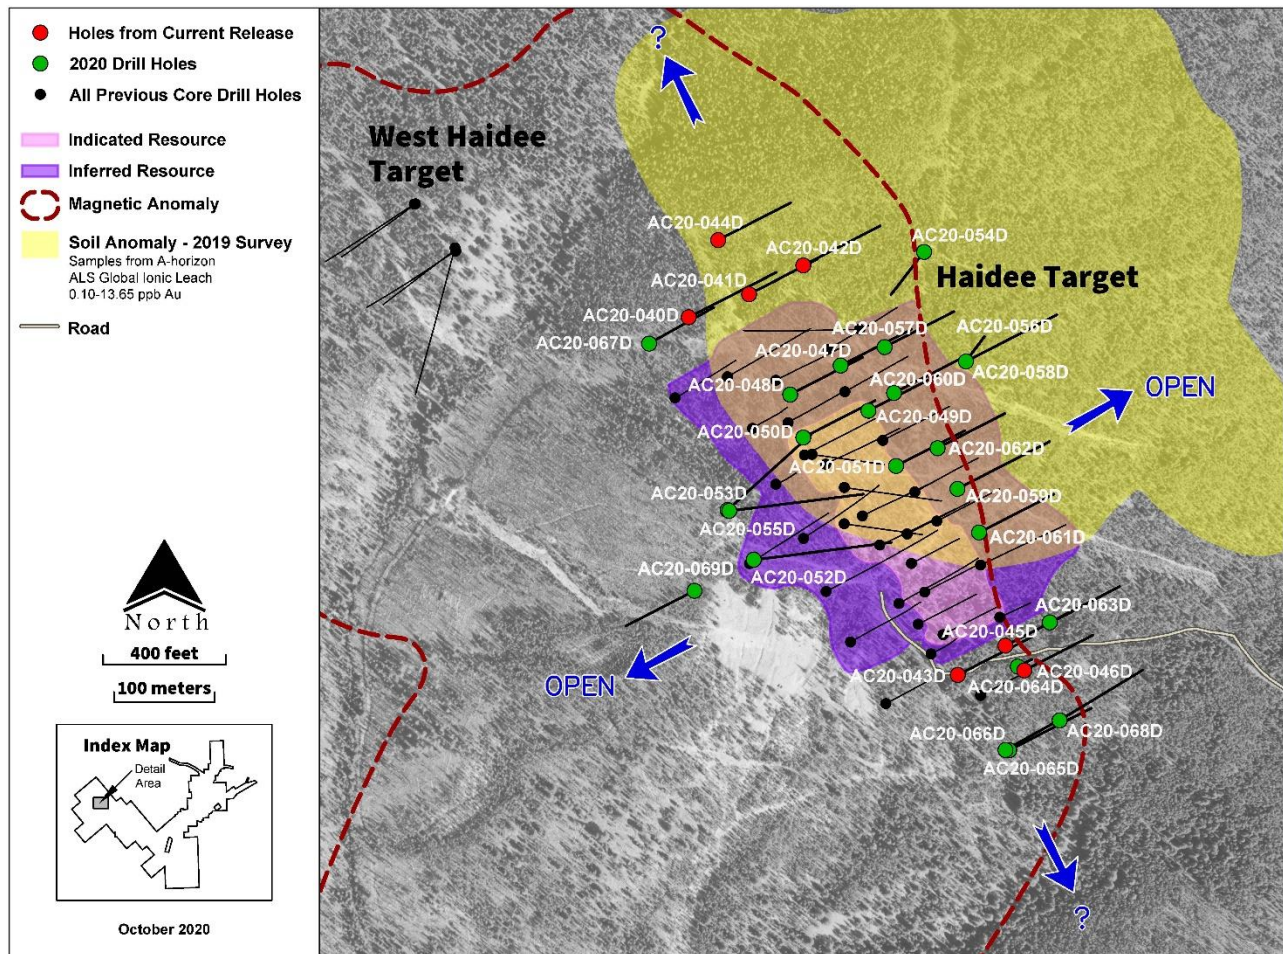 Holes from Current Release
2020 Drill Holes
All Previous Core Drill Holes
Indicated Resource
Inferred Resource
Magnetic Anomaly
Soil Anomaly - 2019 Survey
Samples from A-horizon
ALS Global Ionic Leach
0.10-13.65 ppb Au
Road
North
400 feet
100 meters
Index Map
Detail
Area
October 2020
?
West Haidee
Target
AC20-044D
AC20-042D
AC20-054D
AC20-041D
Haidee Target
AC20-040D
AC20-067D
AC20-057D
AC20-056D
AC20-047D
AC20-058D
AC20-048D
AC20-060D
OPEN
AC20-049D
AC20-050D
AC20-062D
AC20-051D
AC20-053D
AC20-059D
AC20-055D
AC20-061D
AC20-069D
AC20-052D
AC20-063D
AC20-045D
OPEN
AC20-043D
AC20-046D
AC20-064D
AC20-066D
AC20-068D
AC20-065D
?